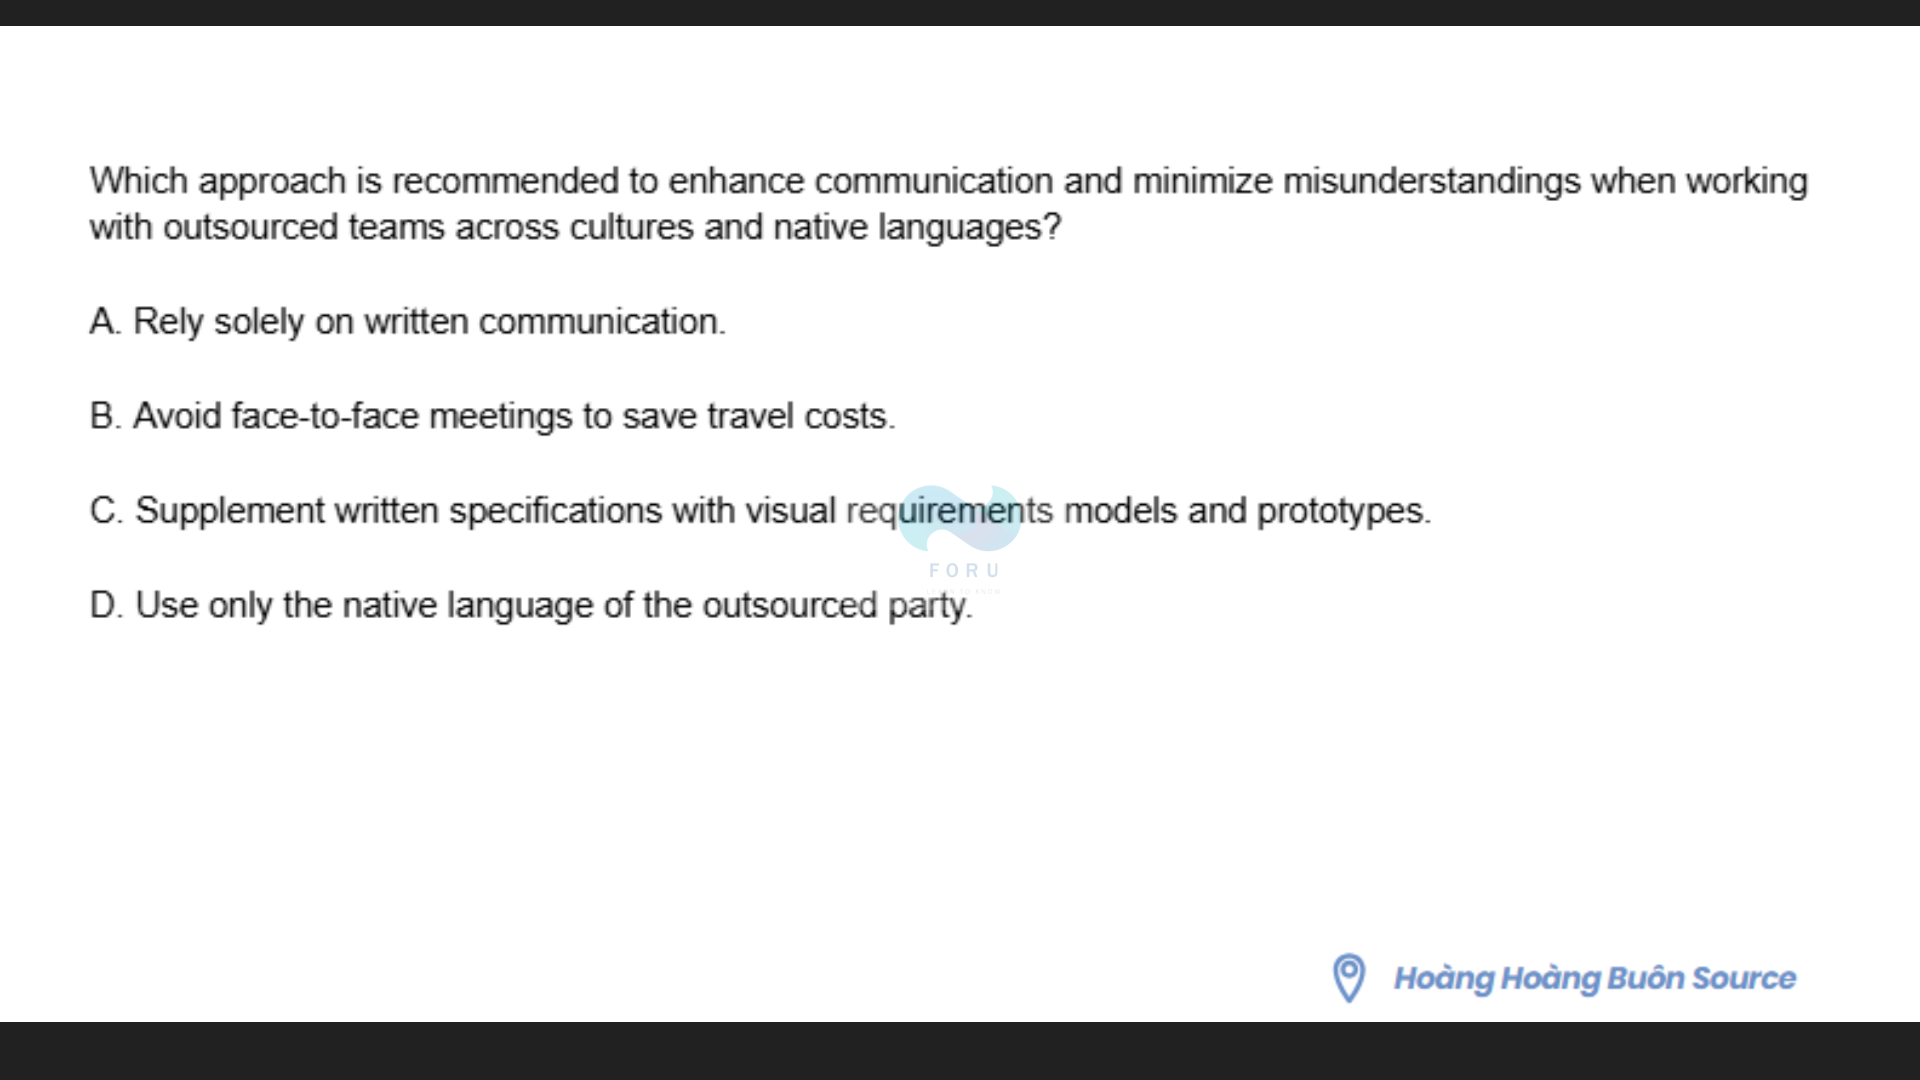 Which approach is recommended to enhance communication and minimize misunderstandings when working
with outsourced teams across cultures and native languages?
A. Rely solely on written communication.
B. Avoid face-to-face meetings to save travel costs.
C. Supplement written specifications with visual requirements models and prototypes.
FORU
D. Use only the native language of the outsourced party.
Hoàng Hoàng Buôn Source